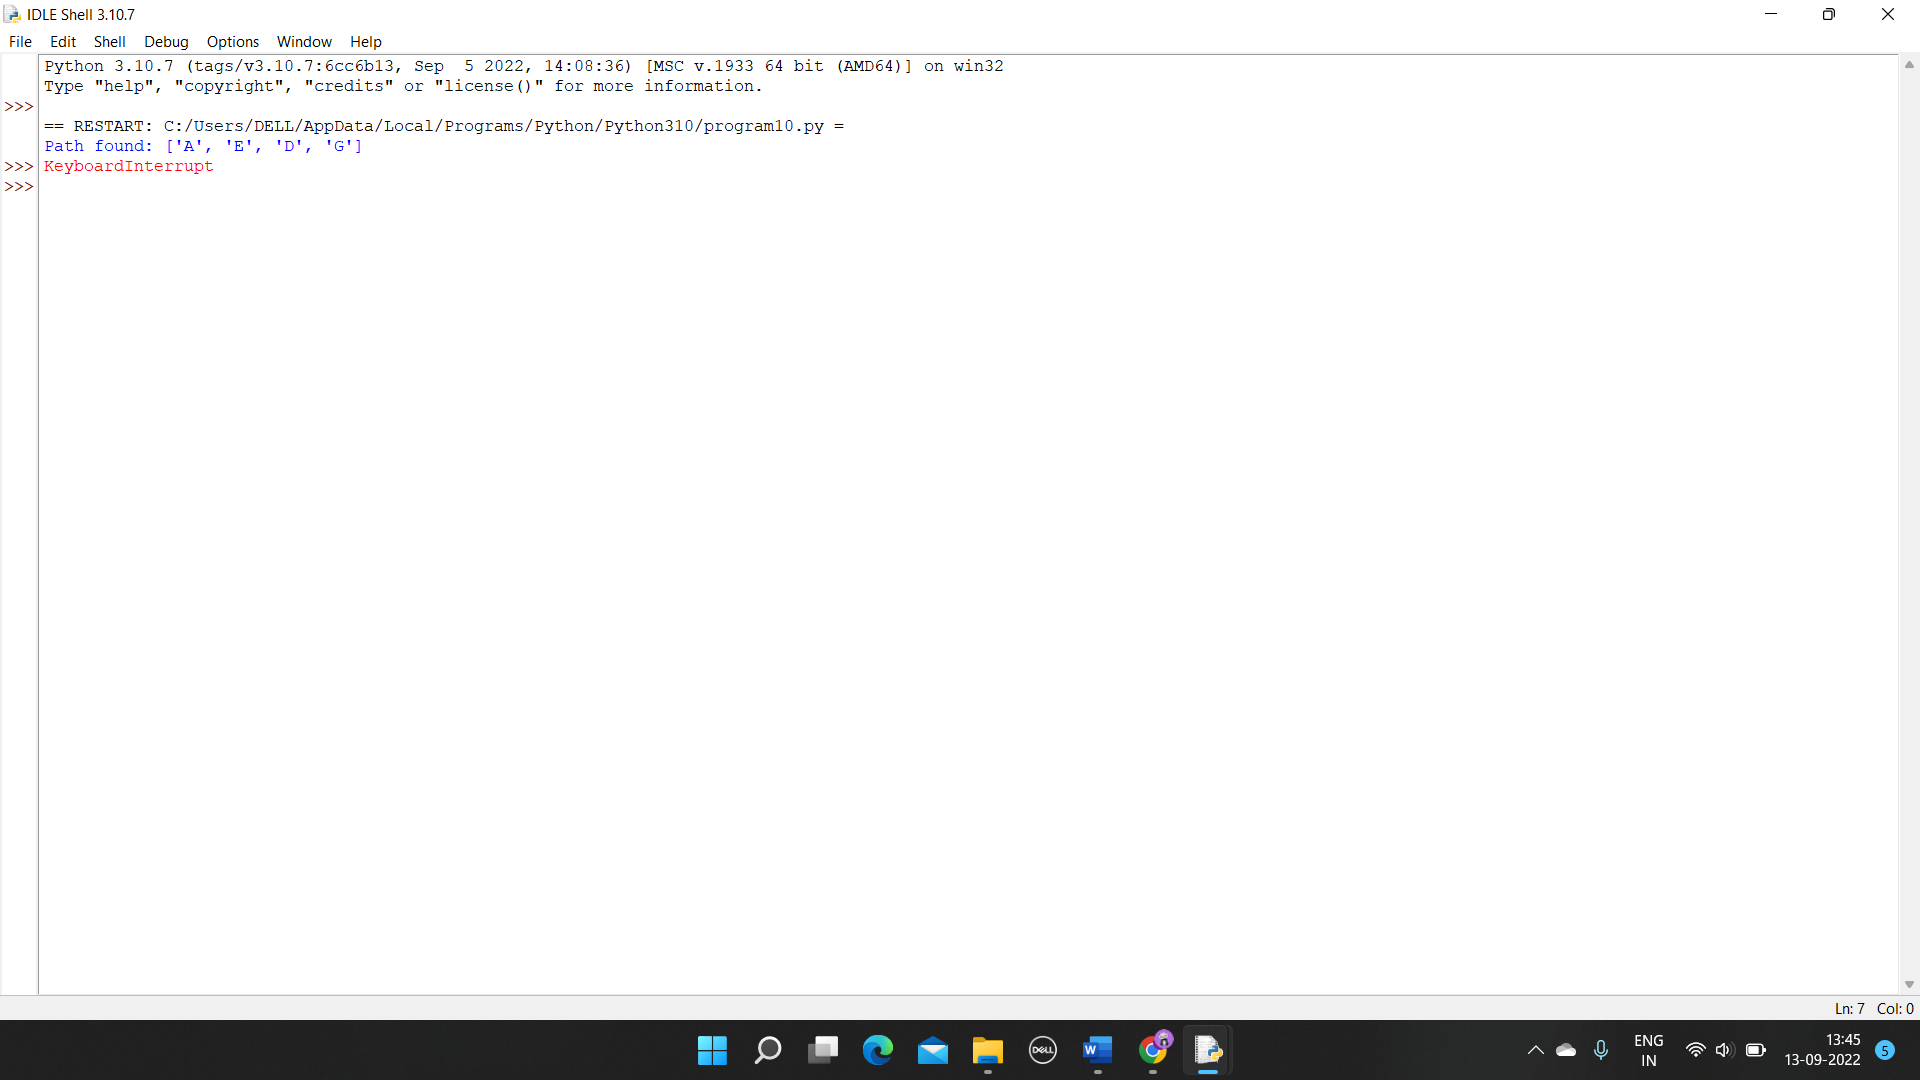 IDLE Shell 3.10.7
File Edit Shell Debug Options Window Help
Python 3.10.7 (tags/v3.10.7:6cc6b13, Sep  5 2022, 14:08:36) [MSC v.1933 64 bit (AMD64)] on win32
Type "help", "copyright", "credits" or "license()" for more information.
>>>
== RESTART: C:/Users/DELL/AppData/Local/Programs/Python/Python310/program10.py =
Path found: ['A', 'E', 'D', 'G']
>>> KeyboardInterrupt
>>>
Ln: 7 Col: 0
DELL
W
ENG
IN
13:45
13-09-2022
5